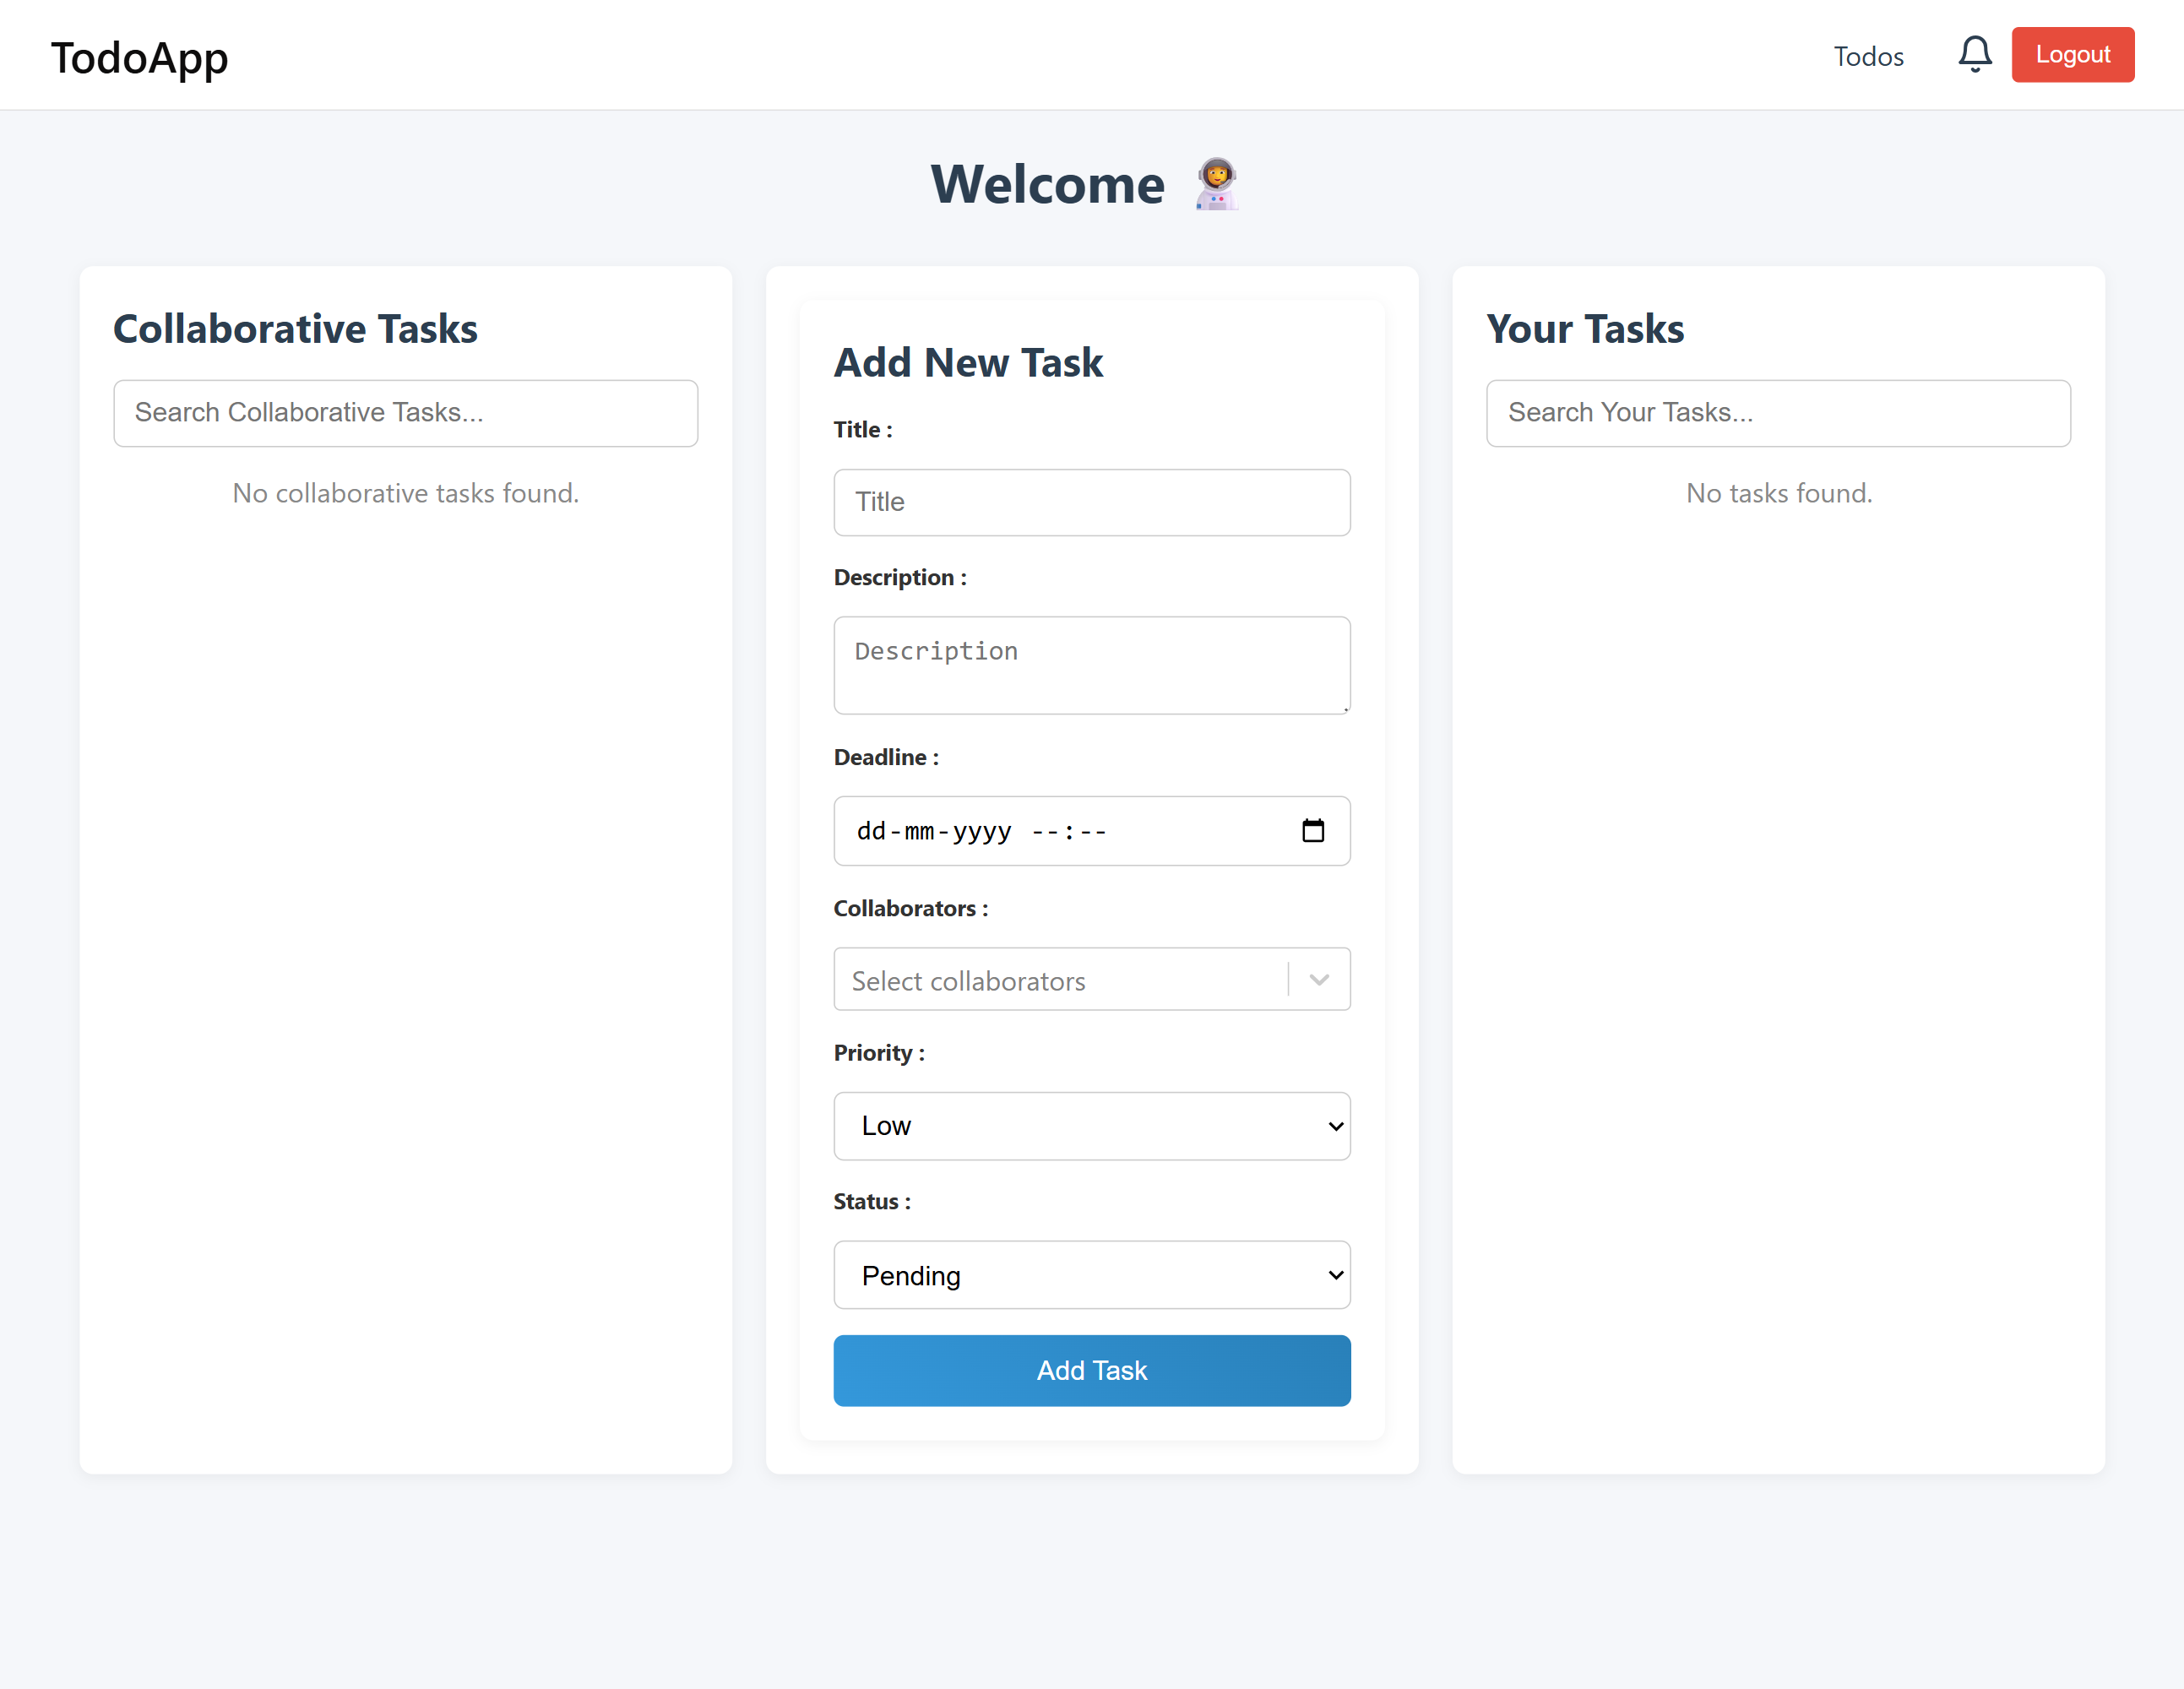 TodoApp
Todos
Logout
Welcome
Collaborative Tasks
Search Collaborative Tasks...
No collaborative tasks found.
Add New Task
Title :
Title
Description :
Description
Deadline :
dd-mm-yyyy --:--
Collaborators :
Select collaborators
Priority :
Low
Status :
Pending
Add Task
Your Tasks
Search Your Tasks...
No tasks found.